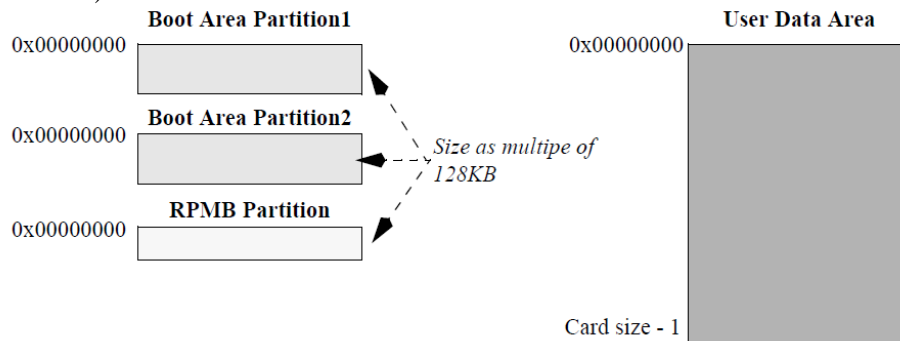 Boot Area Partition1
0x00000000
Boot Area Partition2
0x00000000
RPMB Partition
0x00000000
Size as multipe of
128KB
User Data Area
0x00000000
Card size - 1